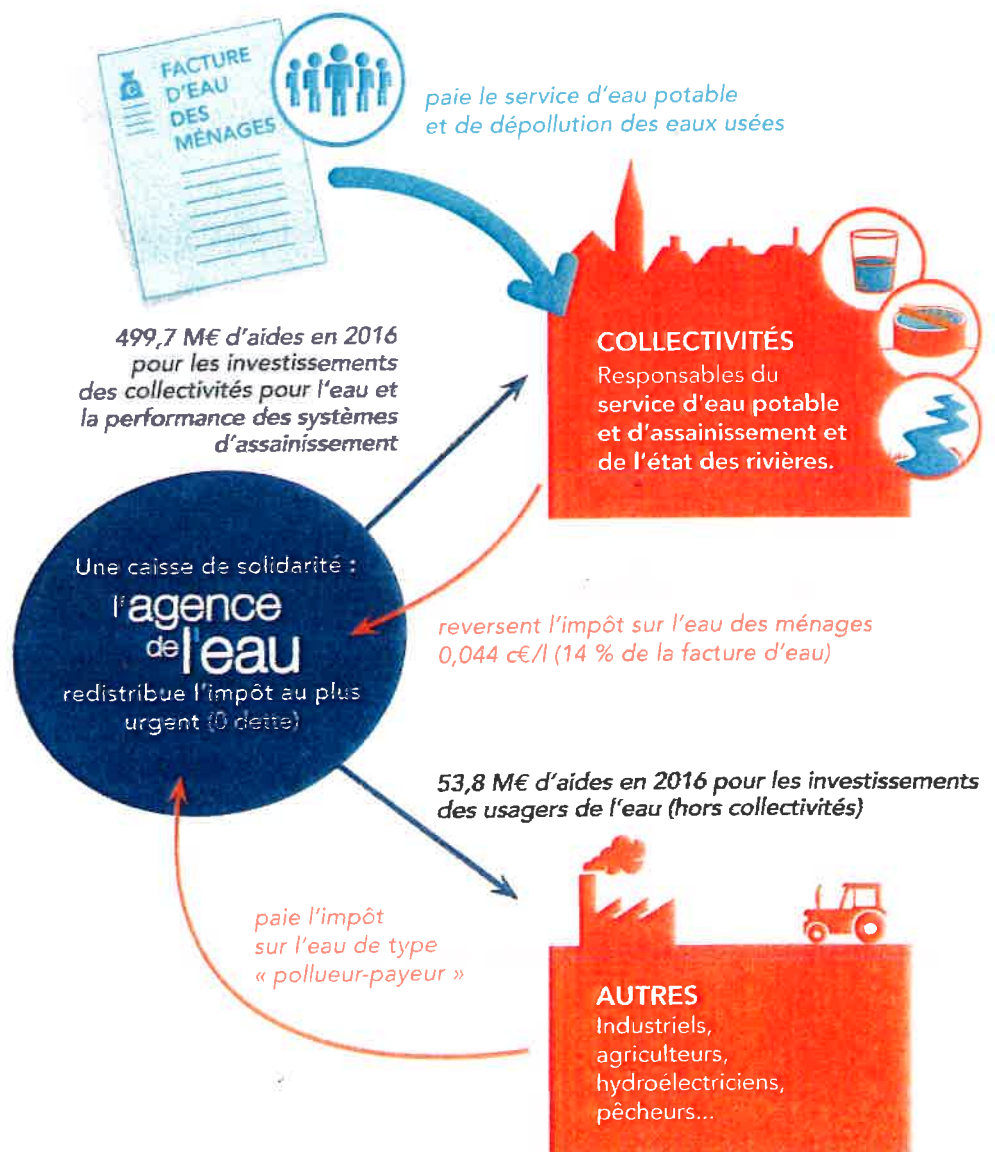 FACTURE
D'EAU
DES
MÉNAGES
paie le service d'eau potable
et de dépollution des eaux usées
499,7 M€ d'aides en 2016
pour les investissements
des collectivités pour l'eau et
la performance des systèmes
d'assainissement
COLLECTIVITÉS
Responsables du
service d'eau potable
et d'assainissement et
de l'état des rivières.
Une caisse de solidarité :
l'agence
de l'eau
redistribue l'impôt au plus
urgent (0 dette)
reversent l'impôt sur l'eau des ménages
0,044 c€/l (14 % de la facture d'eau)
53,8 M€ d'aides en 2016 pour les investissements
des usagers de l'eau (hors collectivités)
paie l'impôt
sur l'eau de type
« pollueur-payeur »
AUTRES
Industriels,
agriculteurs,
hydroélectriciens,
pêcheurs...